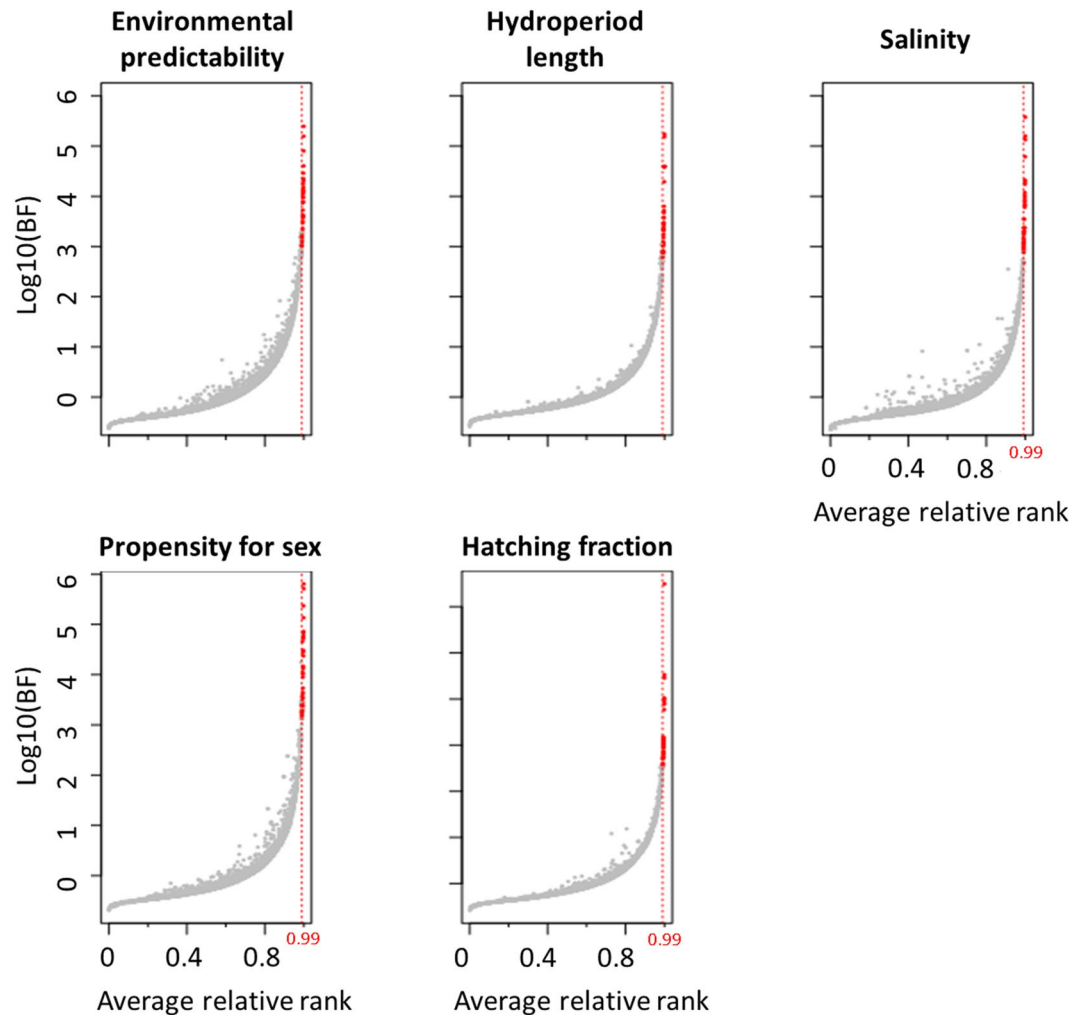 Environmental
predictability
Hydroperiod
length
Salinity
Log10(BF)
6
5
4
3
2
1
0
0 0.4 0.8 0.99
Average relative rank
Propensity for sex
Hatching fraction
Log10(BF)
6
5
4
3
2
1
0
0 0.4 0.8 0.99
0 0.4 0.8 0.99
Average relative rank
Average relative rank